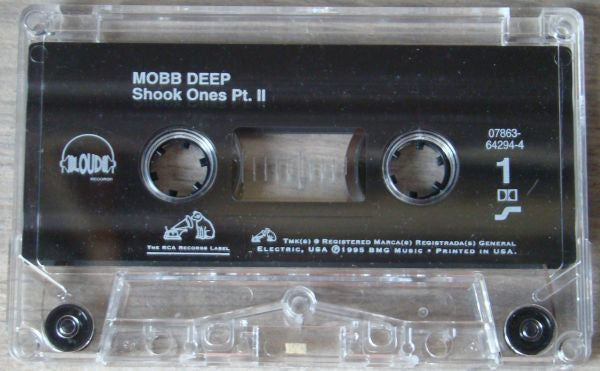 MOBB DEEP
Shook Ones Pt. II
LOUD
RECORDS
07863-
64294-4
1
THE RCA RECORDS LABEL
TMK(S) ® REGISTERED MARCA(S) REGISTRADA(S) GENERAL
ELECTRIC, USA ℗1995 BMG MUSIC • PRINTED IN USA.